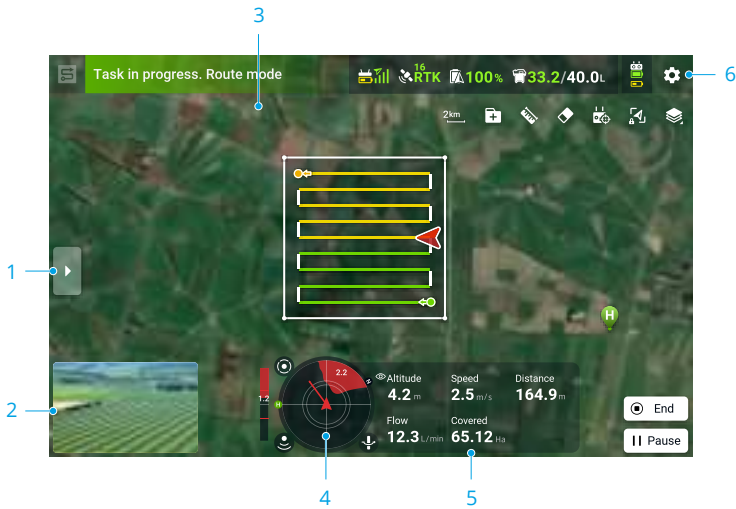 3
Task in progress. Route mode
16
RTK
100%
33.2/40.0L
6
2km
1
H
2
2.2
N
1.2
H
Altitude
4.2 m
Speed
2.5 m/s
Distance
164.9 m
Flow
12.3 L/min
Covered
65.12 Ha
End
Pause
4
5